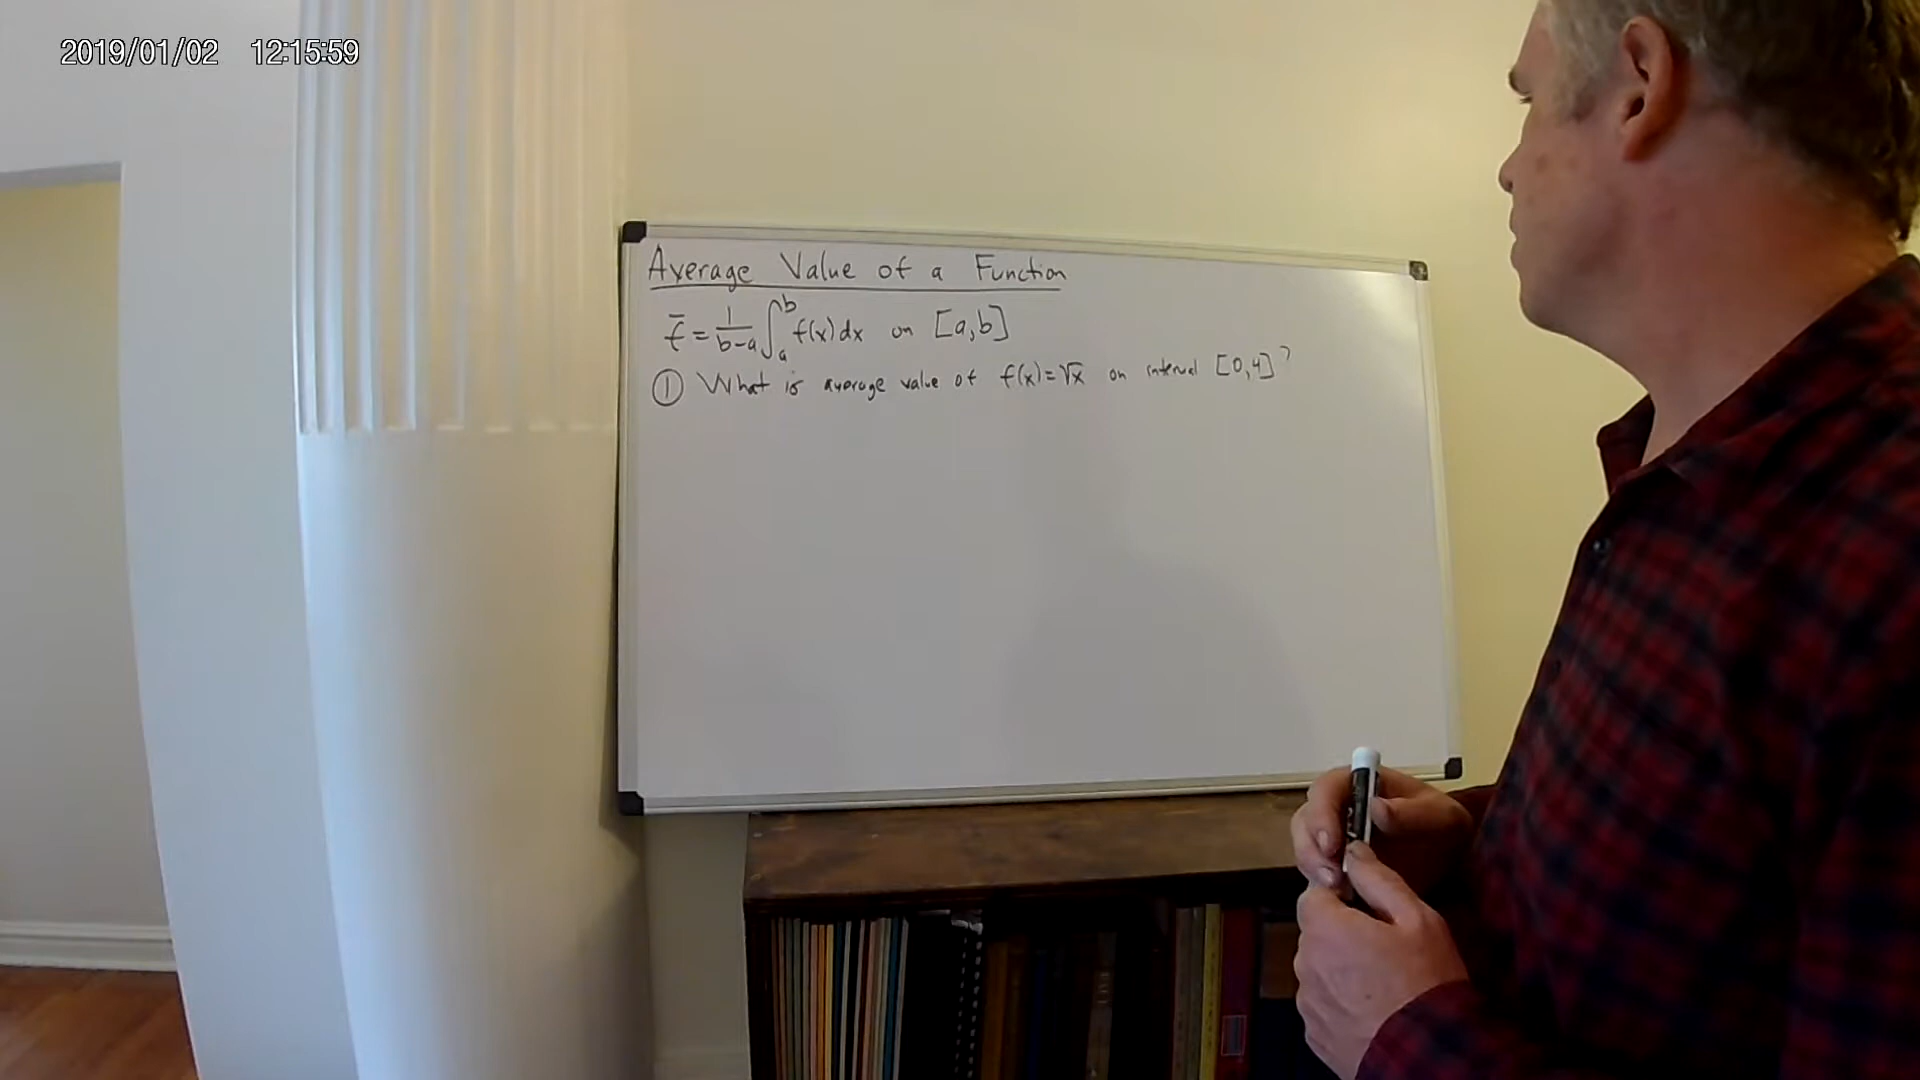 2019/01/02 12:15:59
Average Value of a Function
f̄ = 1/(b-a) ∫_a^b f(x) dx on [a,b]
① What is average value of f(x)=√x on interval [0,4]?